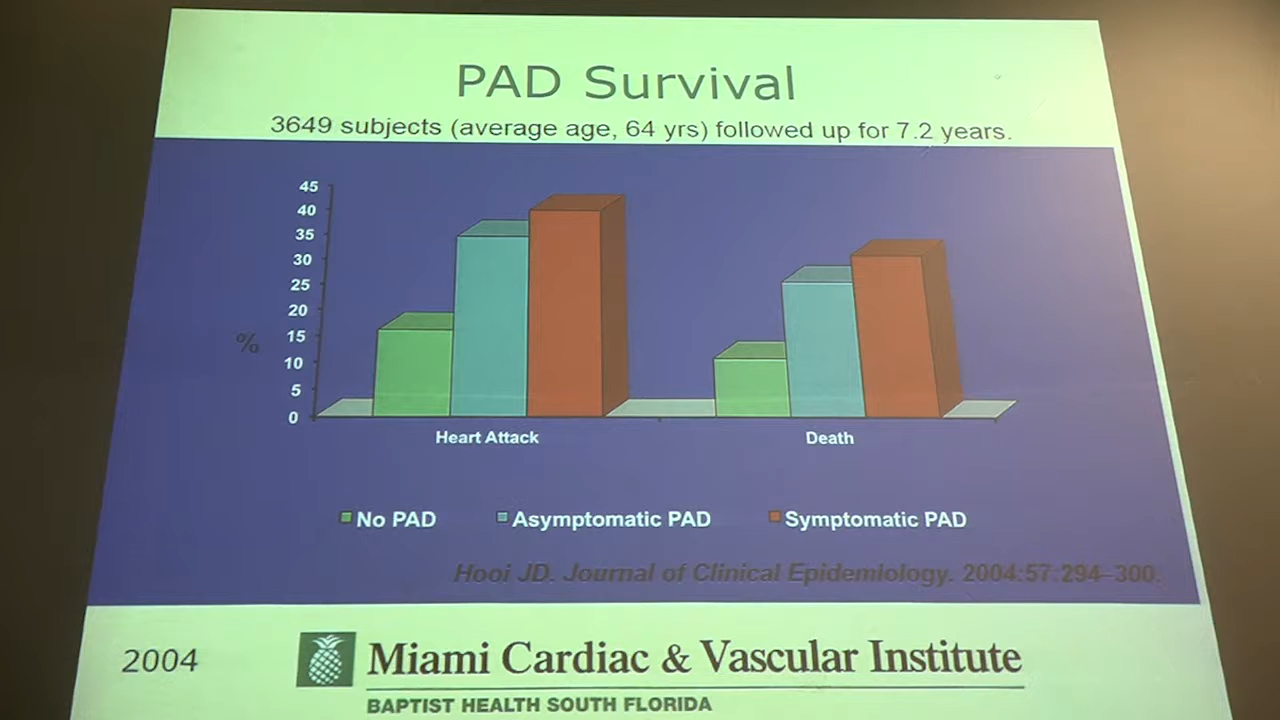 PAD Survival
3649 subjects (average age, 64 yrs) followed up for 7.2 years.
45
40
35
30
25
20
%
15
10
5
0
Heart Attack
Death
No PAD
Asymptomatic PAD
Symptomatic PAD
Hooi JD. Journal of Clinical Epidemiology. 2004:57:294–300.
2004
Miami Cardiac & Vascular Institute
BAPTIST HEALTH SOUTH FLORIDA